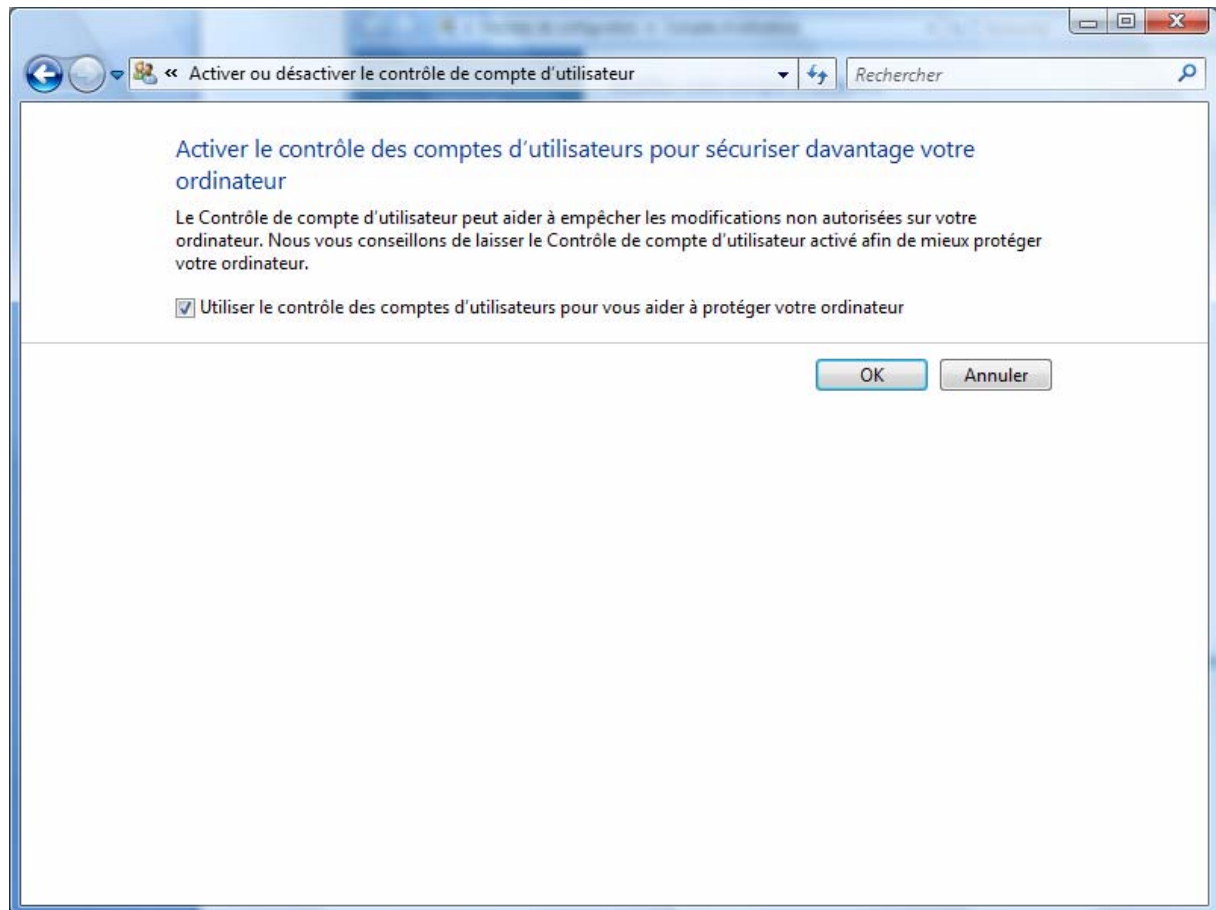 « Activer ou désactiver le contrôle de compte d'utilisateur
Rechercher
Activer le contrôle des comptes d'utilisateurs pour sécuriser davantage votre
ordinateur
Le Contrôle de compte d'utilisateur peut aider à empêcher les modifications non autorisées sur votre
ordinateur. Nous vous conseillons de laisser le Contrôle de compte d'utilisateur activé afin de mieux protéger
votre ordinateur.
Utiliser le contrôle des comptes d'utilisateurs pour vous aider à protéger votre ordinateur
OK
Annuler